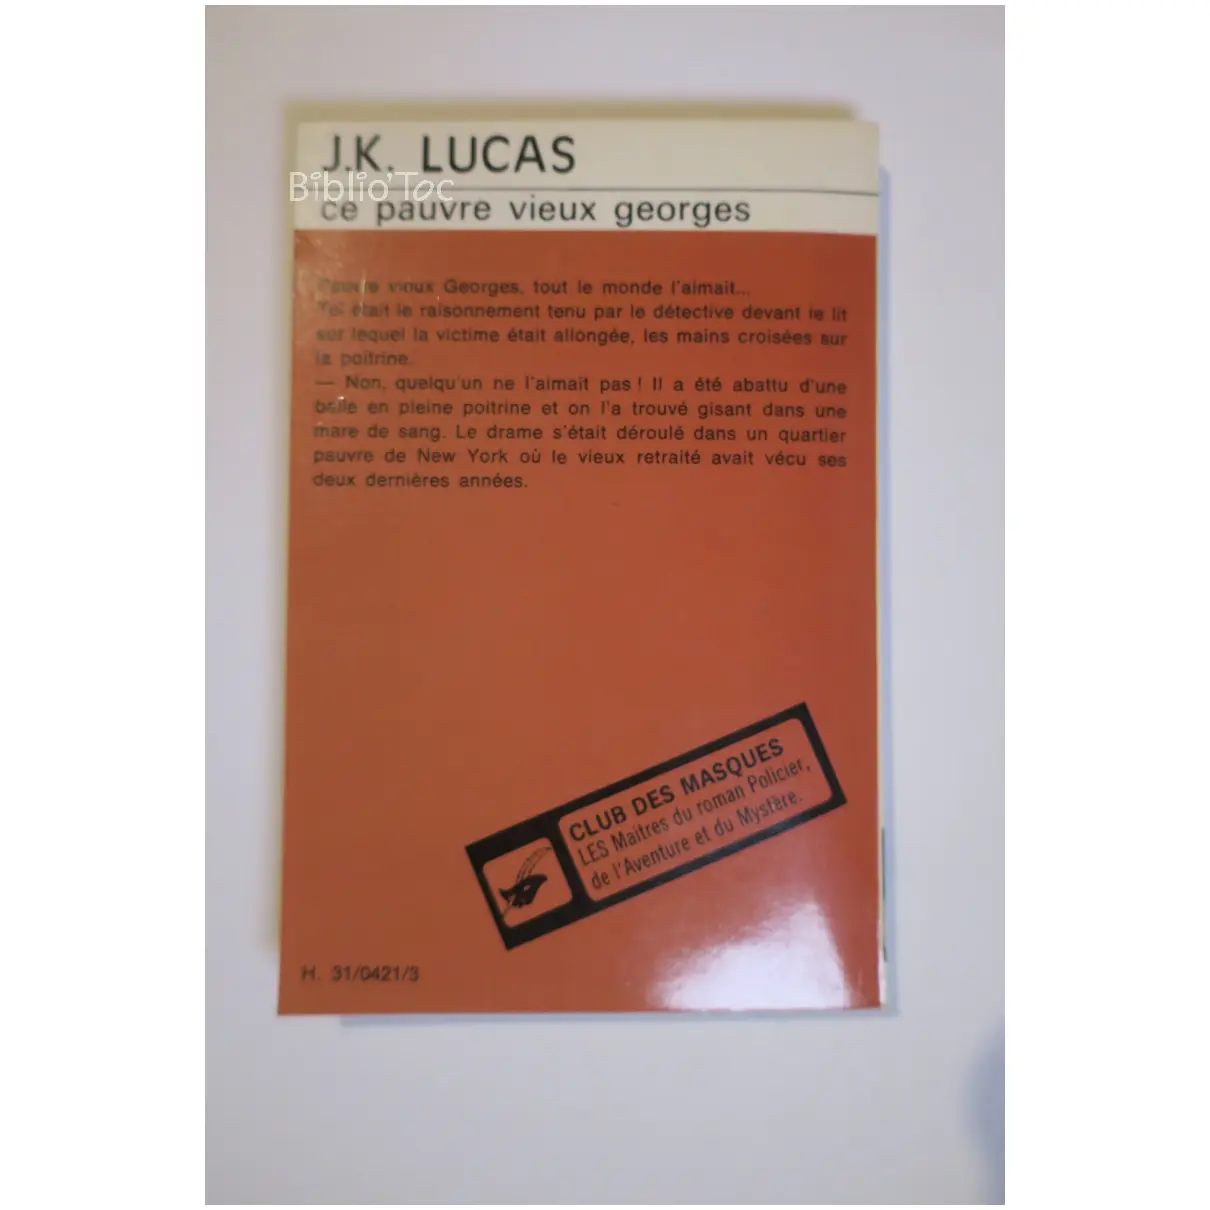 J.K. LUCAS
Biblio'Toc
ce pauvre vieux georges
Pauvre vieux Georges, tout le monde l'aimait...
Tel était le raisonnement tenu par le détective devant le lit
sur lequel la victime était allongée, les mains croisées sur
la poitrine.
— Non, quelqu'un ne l'aimait pas ! Il a été abattu d'une
balle en pleine poitrine et on l'a trouvé gisant dans une
mare de sang. Le drame s'était déroulé dans un quartier
pauvre de New York où le vieux retraité avait vécu ses
deux dernières années.
CLUB DES MASQUES
LES Maîtres du roman Policier,
de l'Aventure et du Mystère.
H. 31/0421/3